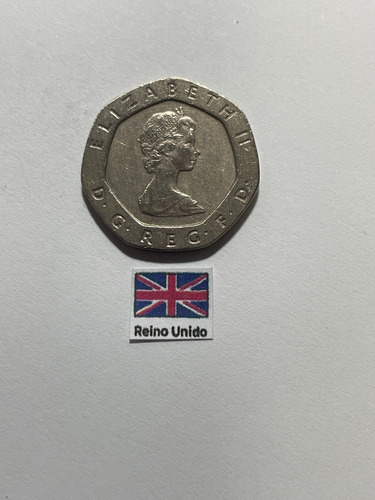 ELIZABETH II
D·G·REG·F·D·
Reino Unido